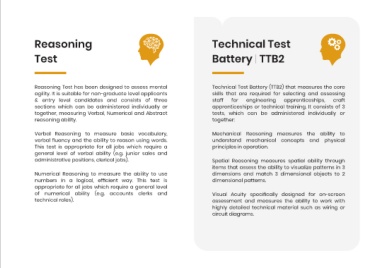 Reasoning
Test
Reasoning Test has been designed to assess mental
agility. It is suitable for non-graduate level applicants
& entry level candidates and consists of three
sections which can be administered individually or
together, measuring Verbal, Numerical and Abstract
reasoning ability.
Verbal Reasoning to measure basic vocabulary,
verbal fluency and the ability to reason using words.
This test is appropriate for all jobs which require a
general level of verbal ability (e.g. junior sales and
administrative positions, clerical jobs).
Numerical Reasoning to measure the ability to use
numbers in a logical, efficient way. This test is
appropriate for all jobs which require a general level
of numerical ability (e.g. accounts clerks and
technical roles).
Technical Test
Battery | TTB2
Technical Test Battery (TTB2) that measures the core
skills that are required for selecting and assessing
staff for engineering apprenticeships, craft
apprenticeships or technical training. It consists of 3
tests, which can be administered individually or
together:
Mechanical Reasoning measures the ability to
understand mechanical concepts and physical
principles in operation.
Spatial Reasoning measures spatial ability through
items that assess the ability to visualize patterns in 3
dimensions and match 3 dimensional objects to 2
dimensional patterns.
Visual Acuity specifically designed for on-screen
assessment and measures the ability to work with
highly detailed technical material such as wiring or
circuit diagrams.